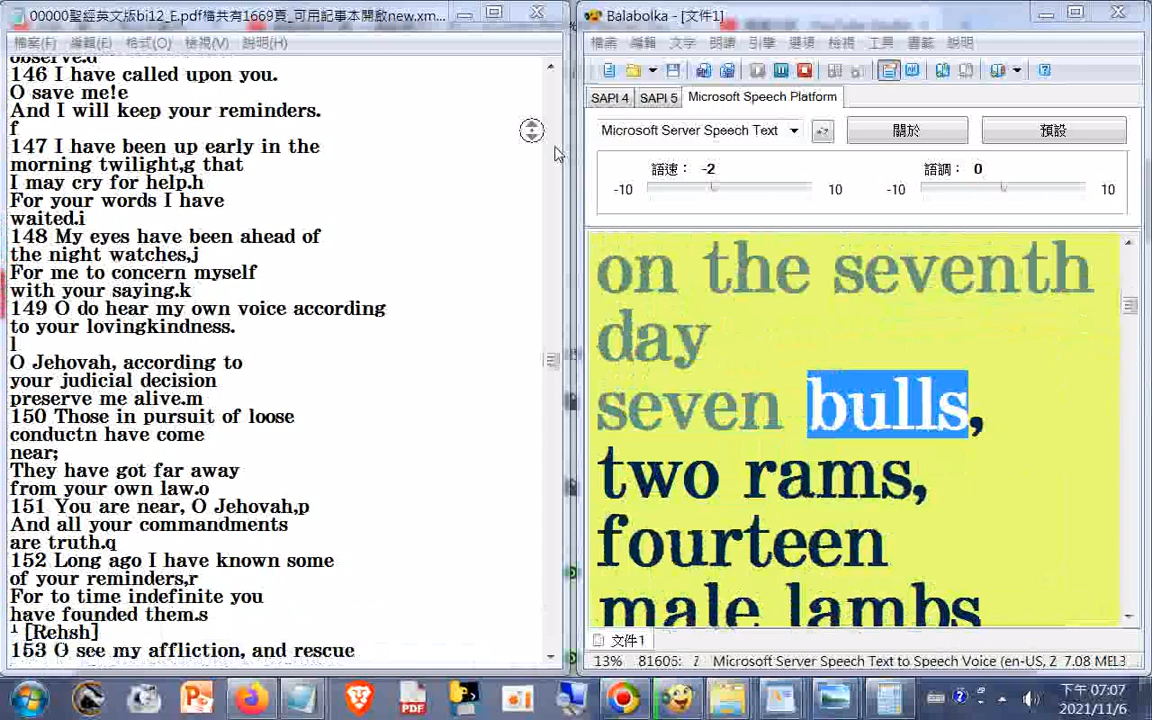 00000聖經英文版bi12_E.pdf檔共有1669頁_可用記事本開啟new.xm...
檔案(F) 編輯(E) 格式(O) 檢視(V) 說明(H)
observe.d
146 I have called upon you.
O save me!e
And I will keep your reminders.
f
147 I have been up early in the
morning twilight,g that
I may cry for help.h
For your words I have
waited.i
148 My eyes have been ahead of
the night watches,j
For me to concern myself
with your saying.k
149 O do hear my own voice according
to your lovingkindness.
l
O Jehovah, according to
your judicial decision
preserve me alive.m
150 Those in pursuit of loose
conductn have come
near;
They have got far away
from your own law.o
151 You are near, O Jehovah,p
And all your commandments
are truth.q
152 Long ago I have known some
of your reminders,r
For to time indefinite you
have founded them.s
ר [Rehsh]
153 O see my affliction, and rescue
Balabolka - [文件1]
檔案 編輯 文字 朗讀 引擎 選項 檢視 工具 書籤 說明
SAPI 4 SAPI 5 Microsoft Speech Platform
Microsoft Server Speech Text 關於 預設
語速： -2 語調： 0
-10 10 -10 10
on the seventh
day
seven bulls,
two rams,
fourteen
male lambs
文件1
13% 81605: Microsoft Server Speech Text to Speech Voice (en-US, 2 7.08 MEL3
下午 07:07
2021/11/6